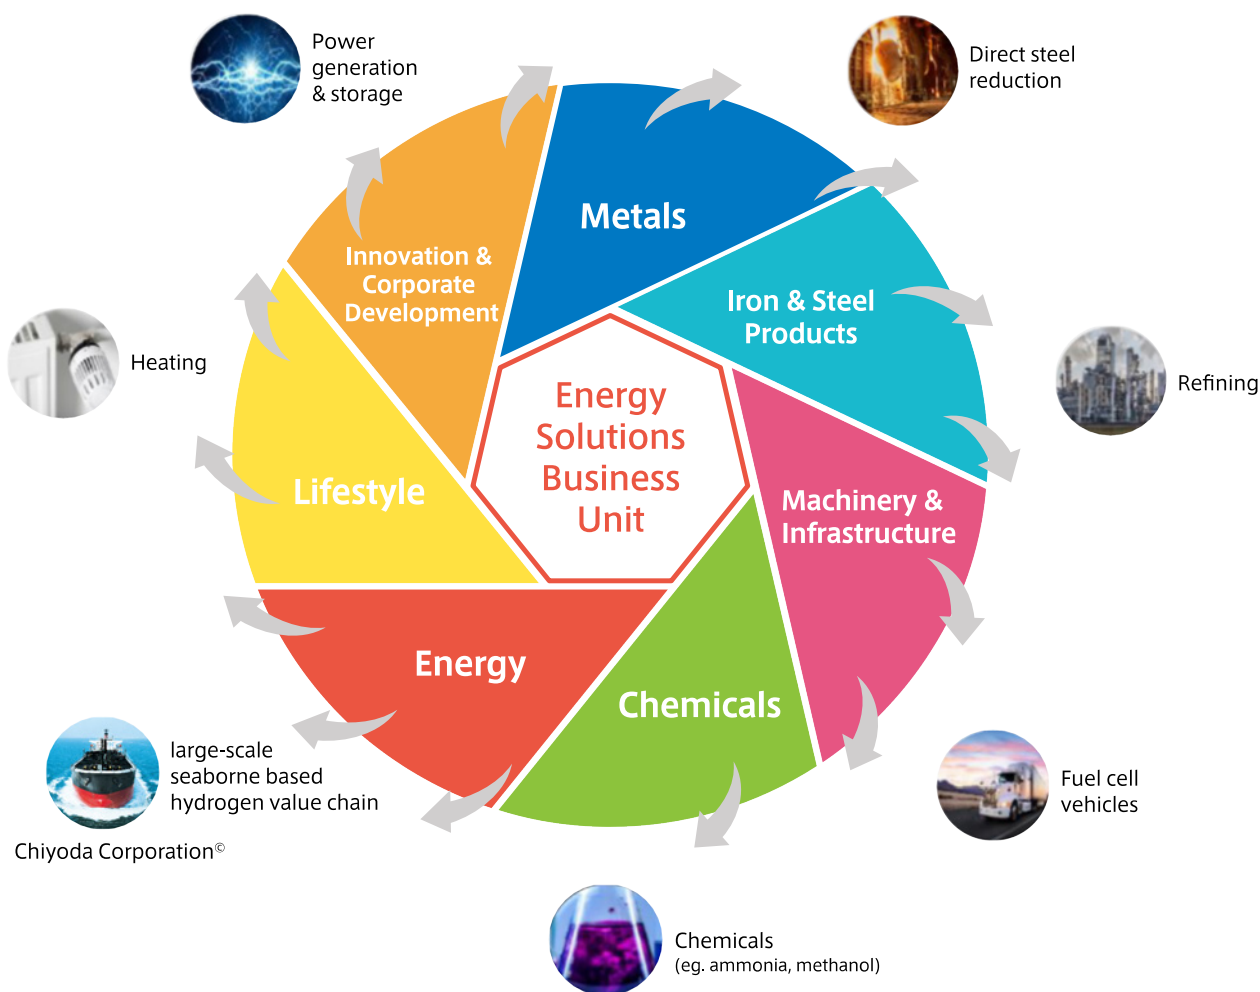 Power
generation
& storage
Direct steel
reduction
Metals
Innovation &
Corporate
Development
Iron & Steel
Products
Heating
Refining
Energy
Solutions
Business
Unit
Lifestyle
Machinery &
Infrastructure
Energy
Chemicals
large-scale
seaborne based
hydrogen value chain
Chiyoda Corporation©
Fuel cell
vehicles
Chemicals
(eg. ammonia, methanol)